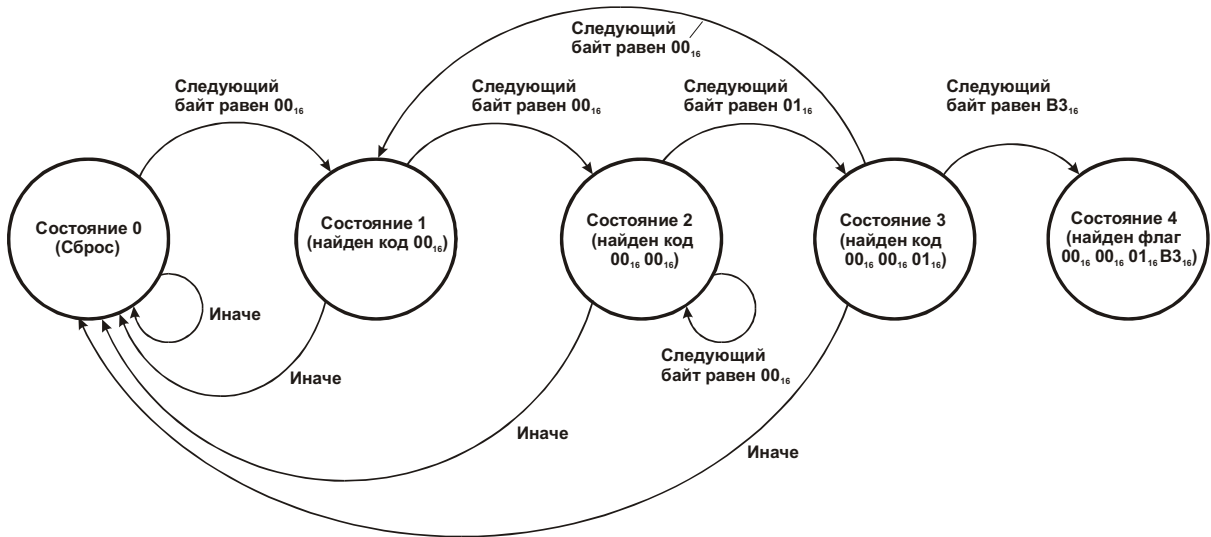 Следующий
байт равен 00₁₆
Следующий
байт равен 00₁₆
Следующий
байт равен 00₁₆
Следующий
байт равен 01₁₆
Следующий
байт равен B3₁₆
Состояние 0
(Сброс)
Состояние 1
(найден код 00₁₆)
Состояние 2
(найден код
00₁₆ 00₁₆)
Состояние 3
(найден код
00₁₆ 00₁₆ 01₁₆)
Состояние 4
(найден флаг
00₁₆ 00₁₆ 01₁₆ B3₁₆)
Иначе
Иначе
Следующий
байт равен 00₁₆
Иначе
Иначе